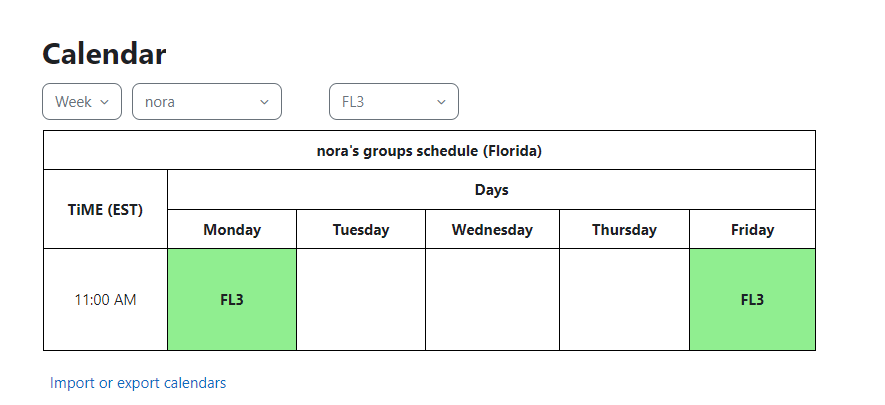 Calendar
Week nora FL3
nora's groups schedule (Florida)
TiME (EST) Days
Monday Tuesday Wednesday Thursday Friday
11:00 AM FL3 FL3
Import or export calendars